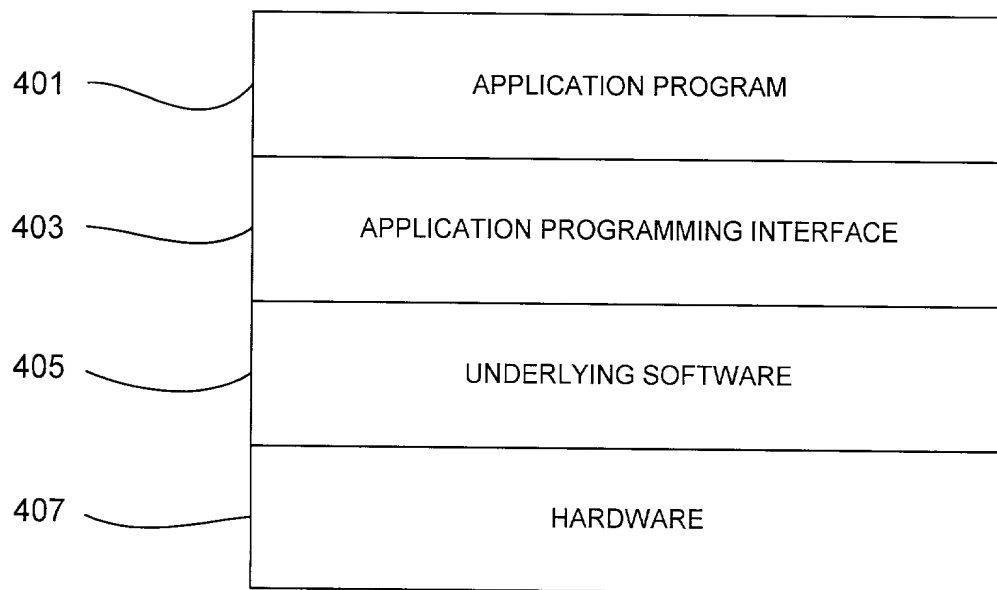 401 APPLICATION PROGRAM
403 APPLICATION PROGRAMMING INTERFACE
405 UNDERLYING SOFTWARE
407 HARDWARE